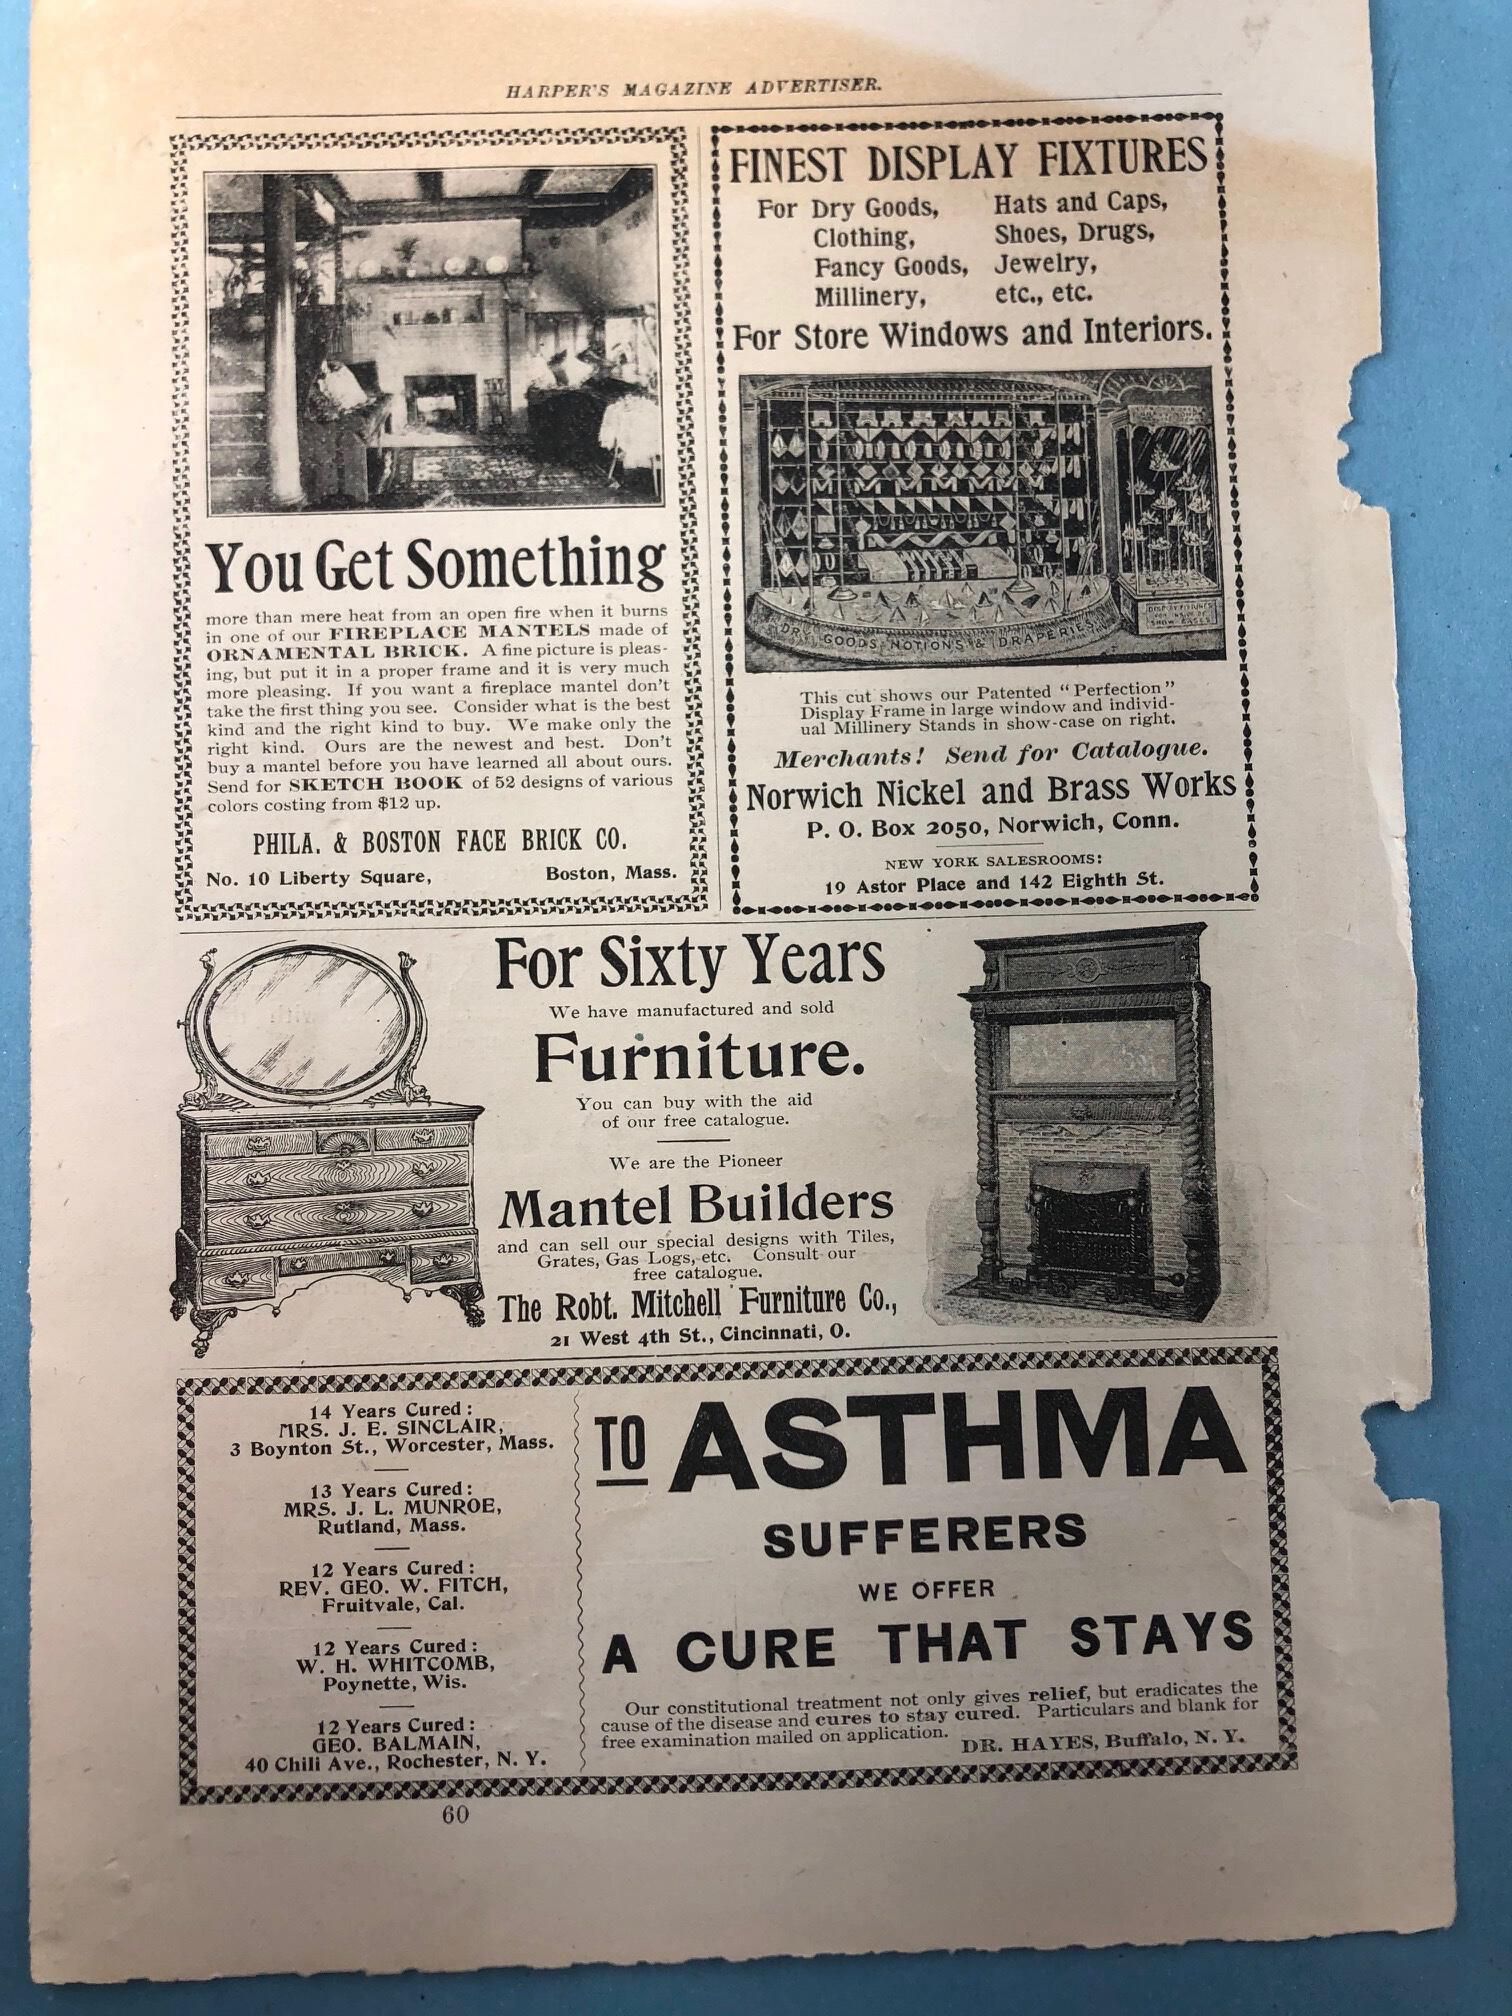 HARPER'S MAGAZINE ADVERTISER.
You Get Something
more than mere heat from an open fire when it burns
in one of our FIREPLACE MANTELS made of
ORNAMENTAL BRICK. A fine picture is pleas-
ing, but put it in a proper frame and it is very much
more pleasing. If you want a fireplace mantel don't
take the first thing you see. Consider what is the best
kind and the right kind to buy. We make only the
right kind. Ours are the newest and best. Don't
buy a mantel before you have learned all about ours.
Send for SKETCH BOOK of 52 designs of various
colors costing from $12 up.
PHILA. & BOSTON FACE BRICK CO.
No. 10 Liberty Square, Boston, Mass.
FINEST DISPLAY FIXTURES
For Dry Goods, Hats and Caps,
Clothing, Shoes, Drugs,
Fancy Goods, Jewelry,
Millinery, etc., etc.
For Store Windows and Interiors.
DRY GOODS, NOTIONS & DRAPERIES
DISPLAY FIXTURES
FOR INSIDE OF
SHOW-CASES
This cut shows our Patented "Perfection"
Display Frame in large window and individ-
ual Millinery Stands in show-case on right.
Merchants! Send for Catalogue.
Norwich Nickel and Brass Works
P. O. Box 2050, Norwich, Conn.
NEW YORK SALESROOMS:
19 Astor Place and 142 Eighth St.
For Sixty Years
We have manufactured and sold
Furniture.
You can buy with the aid
of our free catalogue.
We are the Pioneer
Mantel Builders
and can sell our special designs with Tiles,
Grates, Gas Logs, etc. Consult our
free catalogue.
The Robt. Mitchell Furniture Co.,
21 West 4th St., Cincinnati, O.
14 Years Cured:
MRS. J. E. SINCLAIR,
3 Boynton St., Worcester, Mass.
13 Years Cured:
MRS. J. L. MUNROE,
Rutland, Mass.
12 Years Cured:
REV. GEO. W. FITCH,
Fruitvale, Cal.
12 Years Cured:
W. H. WHITCOMB,
Poynette, Wis.
12 Years Cured:
GEO. BALMAIN,
40 Chili Ave., Rochester, N. Y.
TO ASTHMA
SUFFERERS
WE OFFER
A CURE THAT STAYS
Our constitutional treatment not only gives relief, but eradicates the
cause of the disease and cures to stay cured. Particulars and blank for
free examination mailed on application. DR. HAYES, Buffalo, N. Y.
60